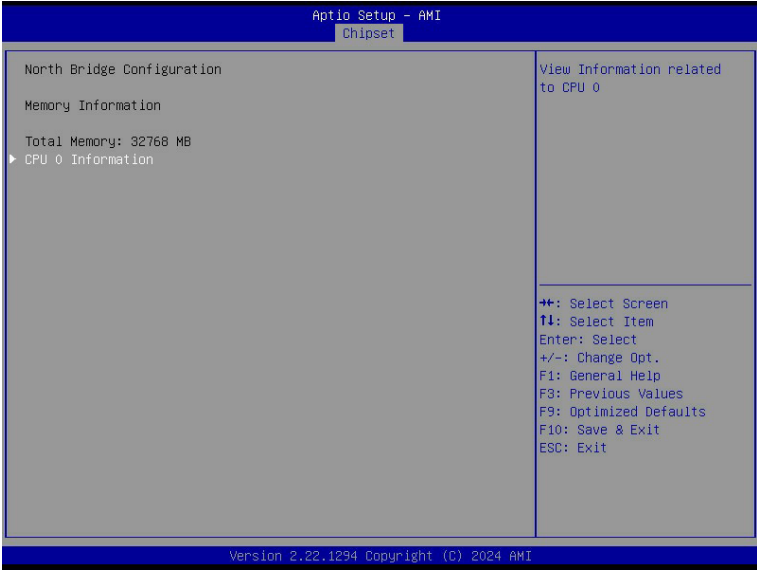 Aptio Setup – AMI
Chipset
North Bridge Configuration
Memory Information
Total Memory: 32768 MB
▶ CPU 0 Information
View Information related
to CPU 0
→←: Select Screen
↑↓: Select Item
Enter: Select
+/-: Change Opt.
F1: General Help
F3: Previous Values
F9: Optimized Defaults
F10: Save & Exit
ESC: Exit
Version 2.22.1294 Copyright (C) 2024 AMI